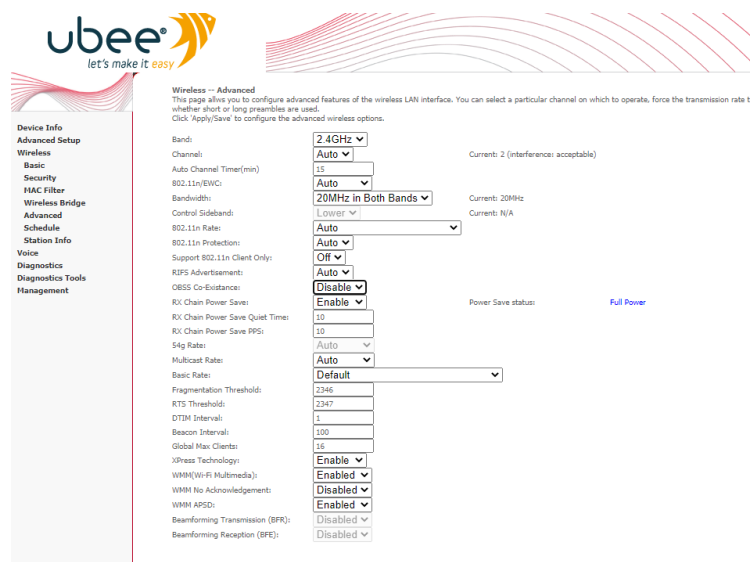 ubee®
let's make it easy
Wireless -- Advanced
This page allws you to configure advanced features of the wireless LAN interface. You can select a particular channel on which to operate, force the transmission rate t
whether short or long preambles are used.
Click 'Apply/Save' to configure the advanced wireless options.
Device Info
Advanced Setup
Wireless
Basic
Security
MAC Filter
Wireless Bridge
Advanced
Schedule
Station Info
Voice
Diagnostics
Diagnostics Tools
Management
Band: 2.4GHz
Channel: Auto Current: 2 (interference: acceptable)
Auto Channel Timer(min) 15
802.11n/EWC: Auto
Bandwidth: 20MHz in Both Bands Current: 20MHz
Control Sideband: Lower Current: N/A
802.11n Rate: Auto
802.11n Protection: Auto
Support 802.11n Client Only: Off
RIFS Advertisement: Auto
OBSS Co-Existance: Disable
RX Chain Power Save: Enable Power Save status: Full Power
RX Chain Power Save Quiet Time: 10
RX Chain Power Save PPS: 10
54g Rate: Auto
Multicast Rate: Auto
Basic Rate: Default
Fragmentation Threshold: 2346
RTS Threshold: 2347
DTIM Interval: 1
Beacon Interval: 100
Global Max Clients: 16
XPress Technology: Enable
WMM(Wi-Fi Multimedia): Enabled
WMM No Acknowledgement: Disabled
WMM APSD: Enabled
Beamforming Transmission (BFR): Disabled
Beamforming Reception (BFE): Disabled